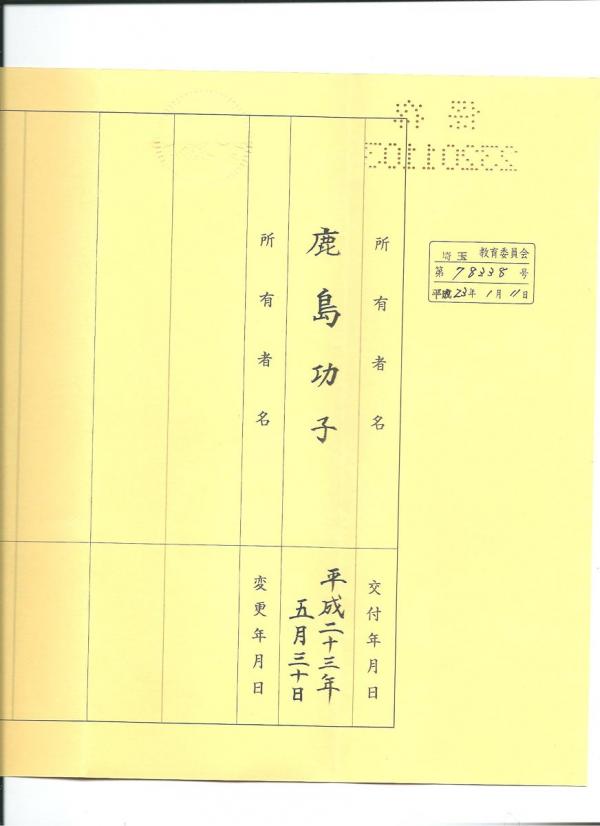 埼玉 教育委員会
第 78338 号
平成23年 1月 11日
所有者名
鹿島功子
所有者名
交付年月日
平成二十三年
五月三十日
変更年月日